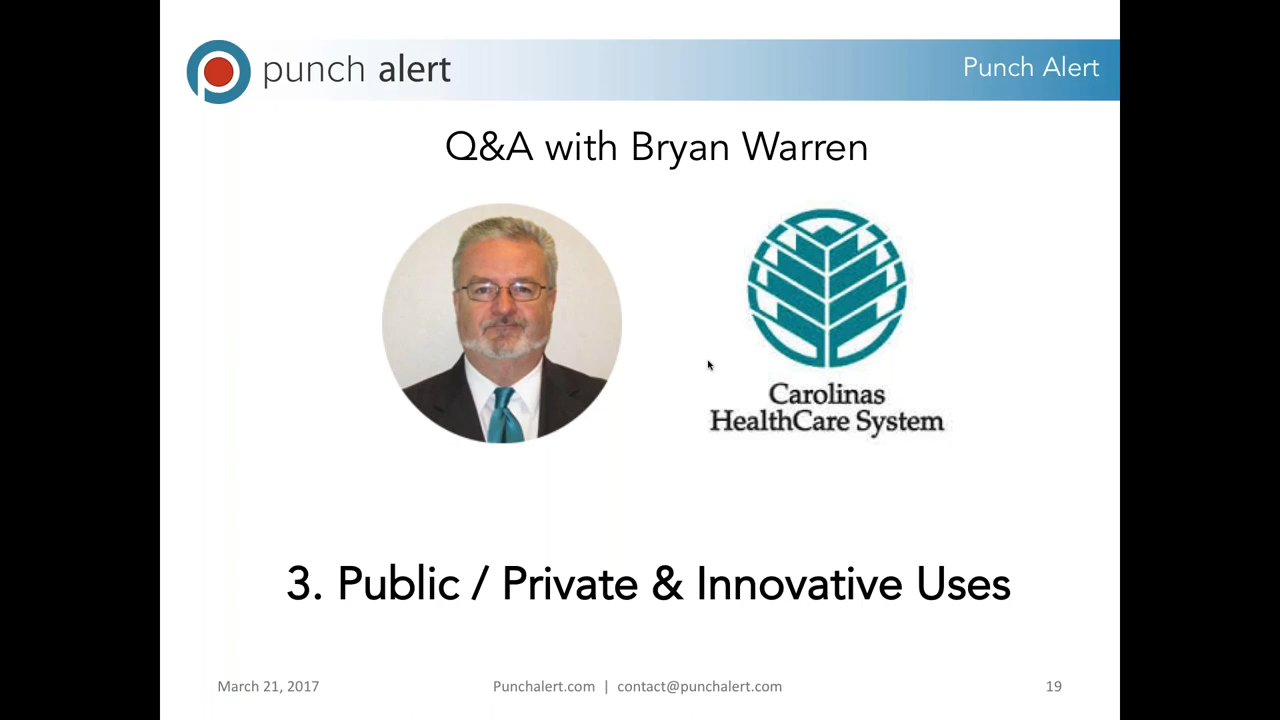 punch alert
Punch Alert
Q&A with Bryan Warren
Carolinas
HealthCare System
3. Public / Private & Innovative Uses
March 21, 2017
Punchalert.com | contact@punchalert.com
19